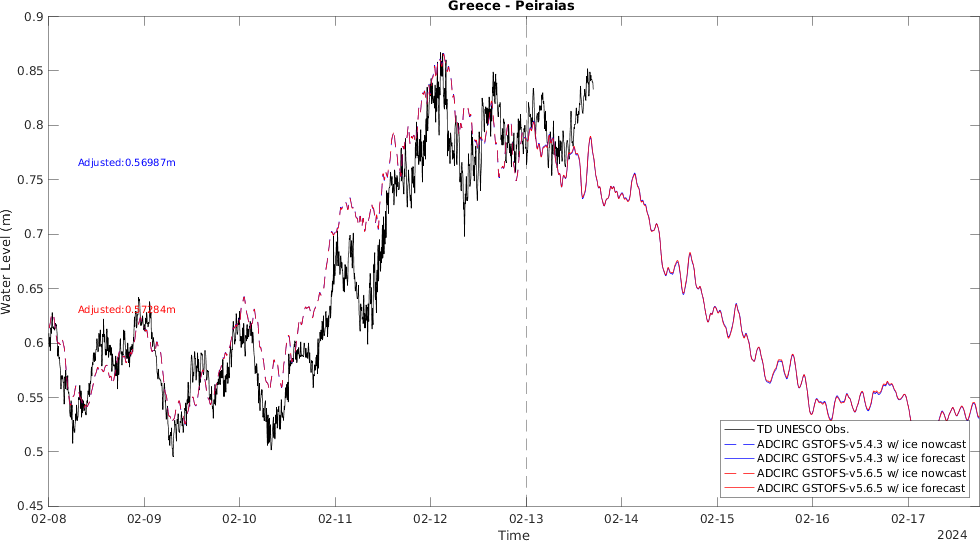 Greece - Peiraias
0.9
0.85
0.8
0.75
0.7
0.65
0.6
0.55
0.5
0.45
Water Level (m)
Adjusted:0.56987m
Adjusted:0.57284m
TD UNESCO Obs.
ADCIRC GSTOFS-v5.4.3 w/ ice nowcast
ADCIRC GSTOFS-v5.4.3 w/ ice forecast
ADCIRC GSTOFS-v5.6.5 w/ ice nowcast
ADCIRC GSTOFS-v5.6.5 w/ ice forecast
02-08 02-09 02-10 02-11 02-12 02-13 02-14 02-15 02-16 02-17
Time
2024